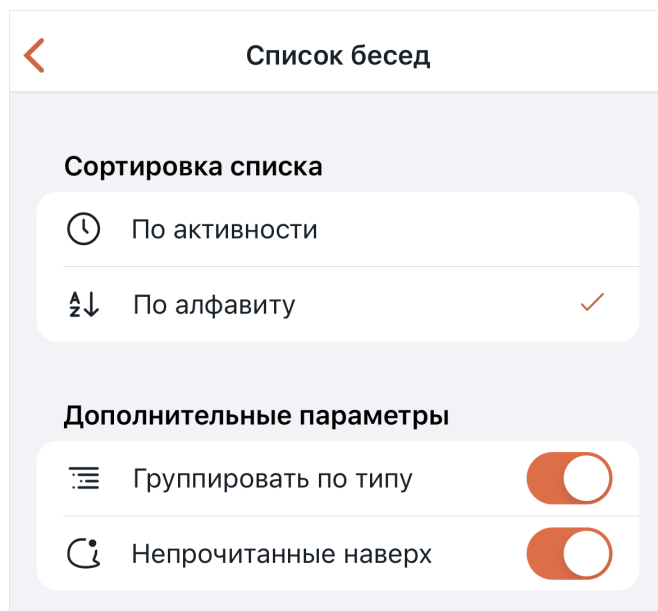 Список бесед
Сортировка списка
По активности
По алфавиту
Дополнительные параметры
Группировать по типу
Непрочитанные наверх